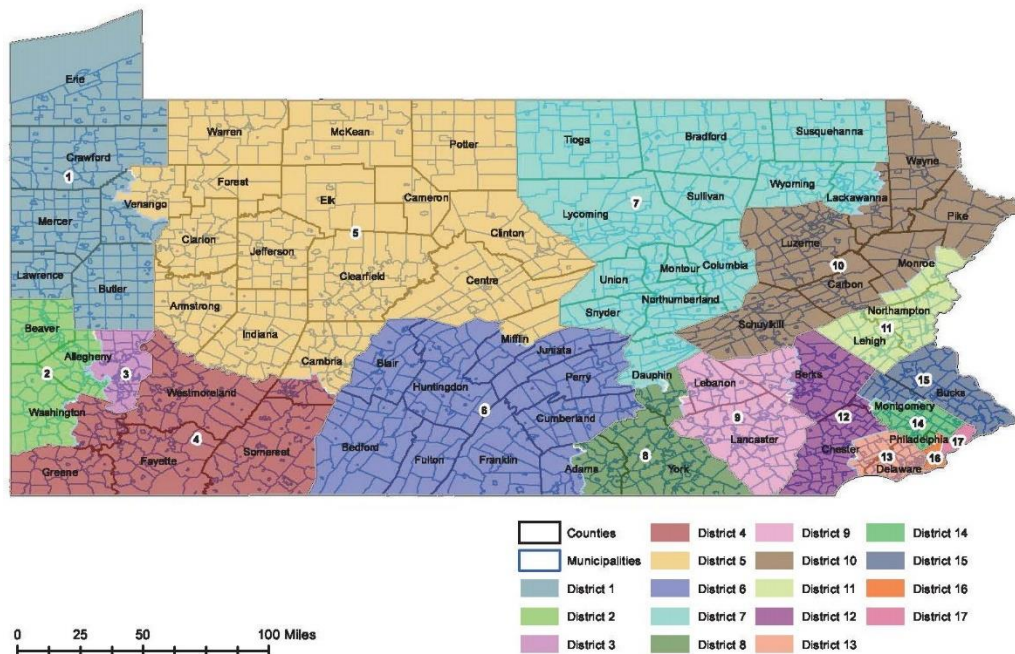 Erie
Warren
McKean
Potter
Tioga
Bradford
Susquehanna
Crawford
1
Wayne
Forest
Elk
Cameron
Venango
Wyoming
Sullivan
Lackawanna
7
Lycoming
Mercer
Pike
Clarion
Jefferson
5
Clinton
Luzerne
Monroe
10
Lawrence
Butler
Clearfield
Centre
Union
Montour
Columbia
Carbon
Armstrong
Northumberland
Northampton
Snyder
Schuylkill
11
Lehigh
Beaver
Indiana
Mifflin
Allegheny
Cambria
Blair
Juniata
2
3
Westmoreland
Huntingdon
Perry
Dauphin
Lebanon
Berks
15
Bucks
Washington
6
Cumberland
9
12
Montgomery
14
4
Lancaster
Philadelphia
17
Bedford
Chester
13
16
Greene
Fayette
Somerset
Fulton
Franklin
Adams
8
York
Delaware
Counties
Municipalities
District 1
District 2
District 3
District 4
District 5
District 6
District 7
District 8
District 9
District 10
District 11
District 12
District 13
District 14
District 15
District 16
District 17
0 25 50 100 Miles